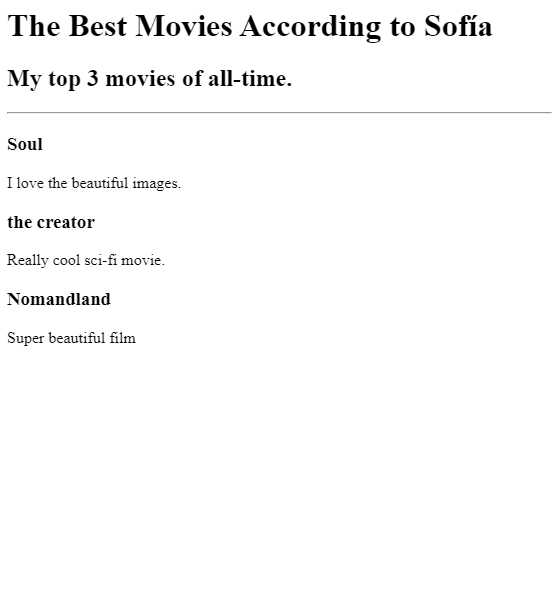 The Best Movies According to Sofía
My top 3 movies of all-time.
Soul
I love the beautiful images.
the creator
Really cool sci-fi movie.
Nomandland
Super beautiful film